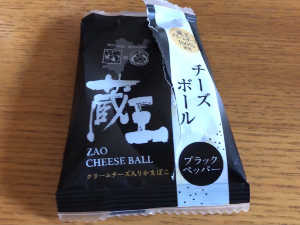 蔵王
ZAO
CHEESE BALL
クリームチーズ入りかまぼこ
チーズ
ボール
ブラック
ペッパー
100%